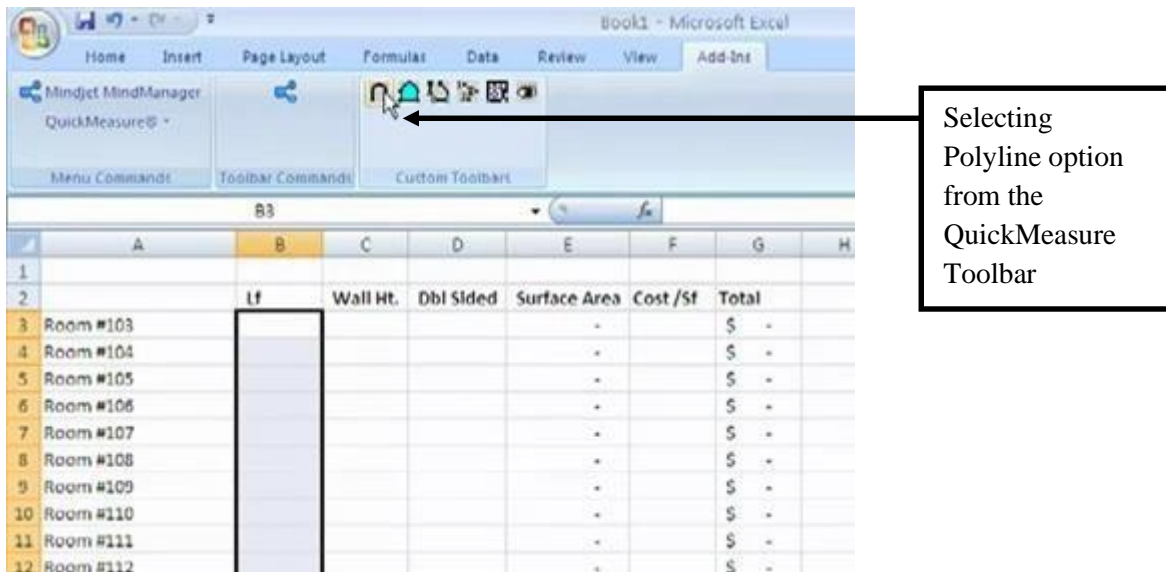 Book1 - Microsoft Excel
Home Insert Page Layout Formulas Data Review View Add-Ins
Mindjet MindManager
QuickMeasure® 
Menu Commands Toolbar Commands Custom Toolbars
B3 fx
A B C D E F G H
1
2 Lf Wall Ht. Dbl Sided Surface Area Cost /Sf Total
3 Room #103 - $ -
4 Room #104 - $ -
5 Room #105 - $ -
6 Room #106 - $ -
7 Room #107 - $ -
8 Room #108 - $ -
9 Room #109 - $ -
10 Room #110 - $ -
11 Room #111 - $ -
12 Room #112 - $ -
Selecting
Polyline option
from the
QuickMeasure
Toolbar